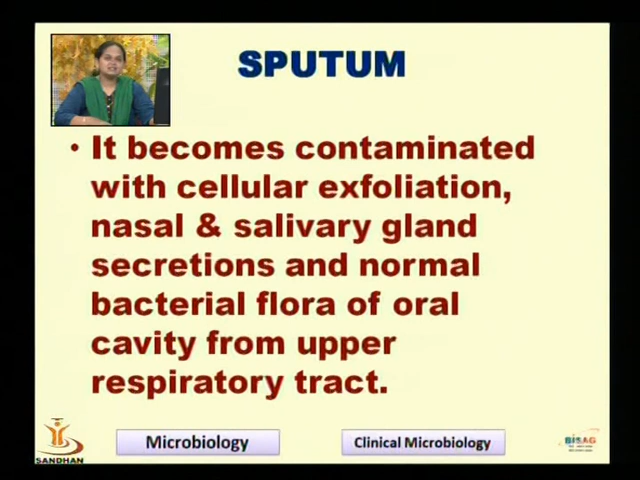 SPUTUM
• It becomes contaminated
with cellular exfoliation,
nasal & salivary gland
secretions and normal
bacterial flora of oral
cavity from upper
respiratory tract.
SANDHAN
Microbiology
Clinical Microbiology
BISAG